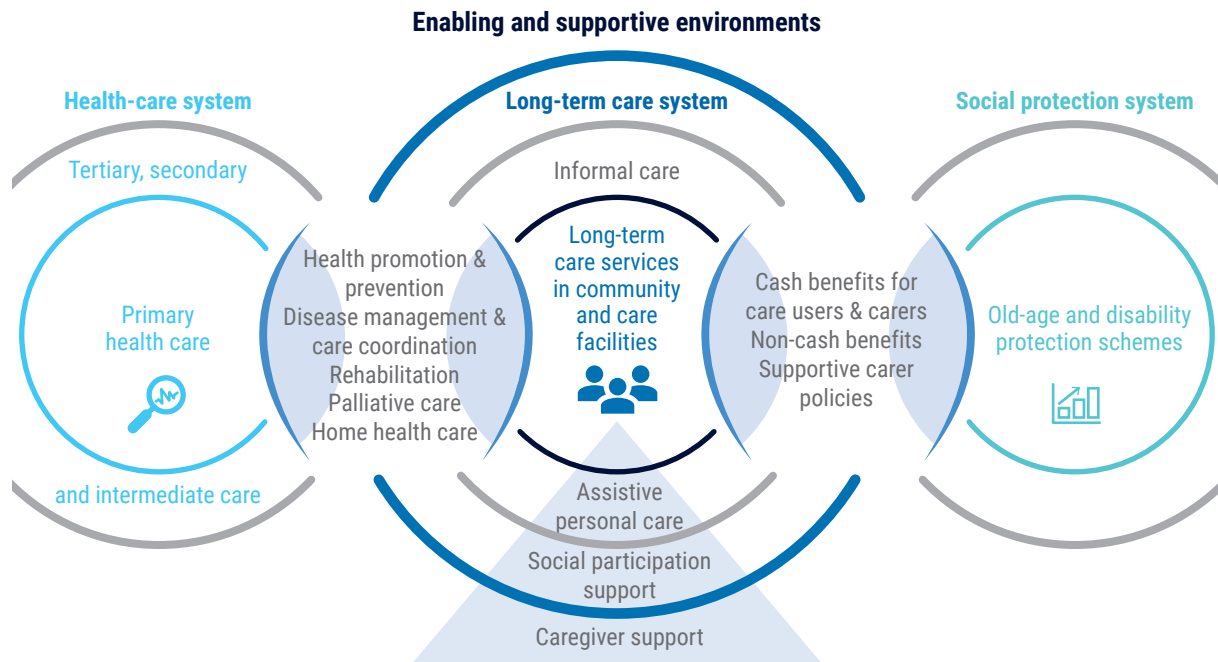 Enabling and supportive environments
Health-care system
Long-term care system
Social protection system
Tertiary, secondary
Primary
health care
and intermediate care
Health promotion &
prevention
Disease management &
care coordination
Rehabilitation
Palliative care
Home health care
Informal care
Long-term
care services
in community
and care
facilities
Assistive
personal care
Social participation
support
Caregiver support
Cash benefits for
care users & carers
Non-cash benefits
Supportive carer
policies
Old-age and disability
protection schemes